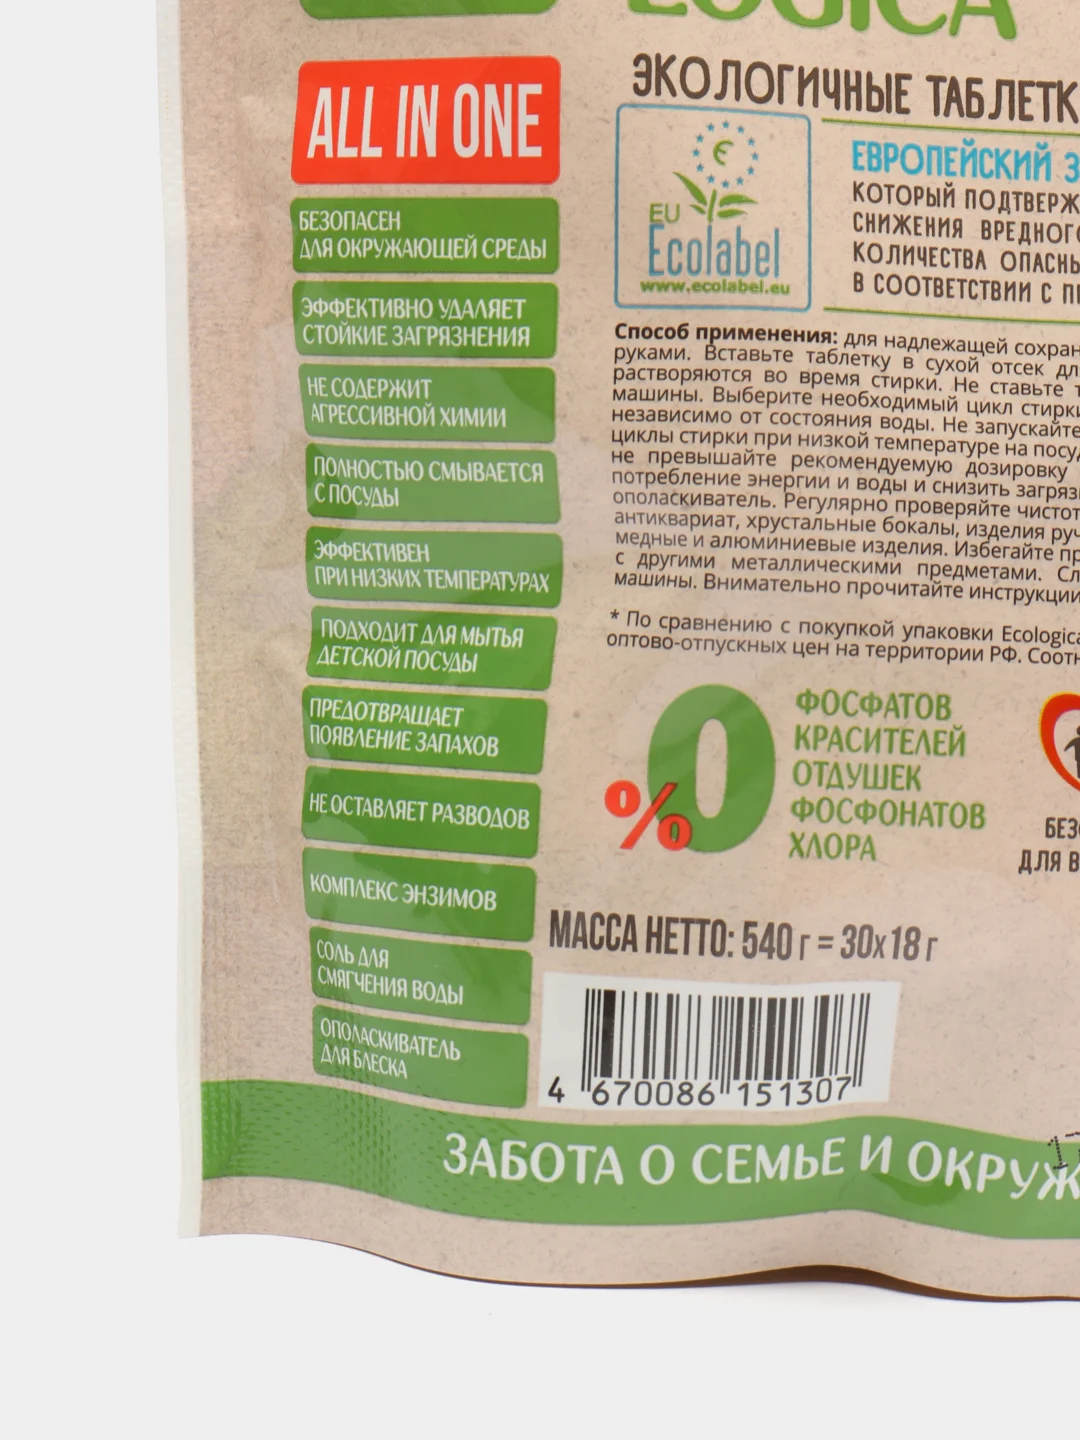 ALL IN ONE
БЕЗОПАСЕН
ДЛЯ ОКРУЖАЮЩЕЙ СРЕДЫ
ЭФФЕКТИВНО УДАЛЯЕТ
СТОЙКИЕ ЗАГРЯЗНЕНИЯ
НЕ СОДЕРЖИТ
АГРЕССИВНОЙ ХИМИИ
ПОЛНОСТЬЮ СМЫВАЕТСЯ
С ПОСУДЫ
ЭФФЕКТИВЕН
ПРИ НИЗКИХ ТЕМПЕРАТУРАХ
ПОДХОДИТ ДЛЯ МЫТЬЯ
ДЕТСКОЙ ПОСУДЫ
ПРЕДОТВРАЩАЕТ
ПОЯВЛЕНИЕ ЗАПАХОВ
НЕ ОСТАВЛЯЕТ РАЗВОДОВ
КОМПЛЕКС ЭНЗИМОВ
СОЛЬ ДЛЯ
СМЯГЧЕНИЯ ВОДЫ
ОПОЛАСКИВАТЕЛЬ
ДЛЯ БЛЕСКА
LOGICA
ЭКОЛОГИЧНЫЕ ТАБЛЕТК
EU
Ecolabel
www.ecolabel.eu
ЕВРОПЕЙСКИЙ З
КОТОРЫЙ ПОДТВЕРЖ
СНИЖЕНИЯ ВРЕДНОГО
КОЛИЧЕСТВА ОПАСНЫ
В СООТВЕТСТВИИ С
Способ применения: для надлежащей сохран
руками. Вставьте таблетку в сухой отсек дл
растворяются во время стирки. Не ставьте
машины. Выберите необходимый цикл стирки
независимо от состояния воды. Не запускайте
циклы стирки при низкой температуре на посуд
не превышайте рекомендуемую дозировку
потребление энергии и воды и снизить загряз
ополаскиватель. Регулярно проверяйте чистот
антиквариат, хрустальные бокалы, изделия руч
медные и алюминиевые изделия. Избегайте пр
с другими металлическими предметами. Сл
машины. Внимательно прочитайте инструкции
* По сравнению с покупкой упаковки Ecologica
оптово-отпускных цен на территории РФ. Соотн
0%
ФОСФАТОВ
КРАСИТЕЛЕЙ
ОТДУШЕК
ФОСФОНАТОВ
ХЛОРА
БЕЗО
ДЛЯ В
МАССА НЕТТО: 540 г = 30х18 г
4 670086 151307
17
ЗАБОТА О СЕМЬЕ И ОКРУЖ